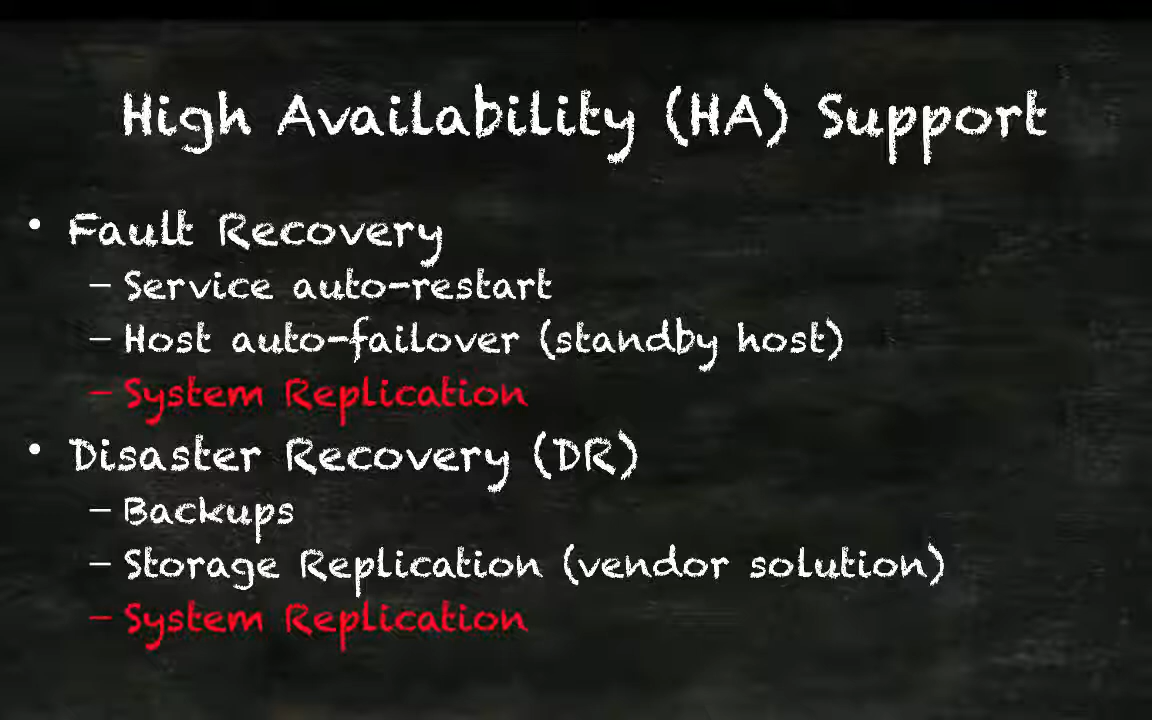 High Availability (HA) Support
• Fault Recovery
– Service auto-restart
– Host auto-failover (standby host)
– System Replication
• Disaster Recovery (DR)
– Backups
– Storage Replication (vendor solution)
– System Replication